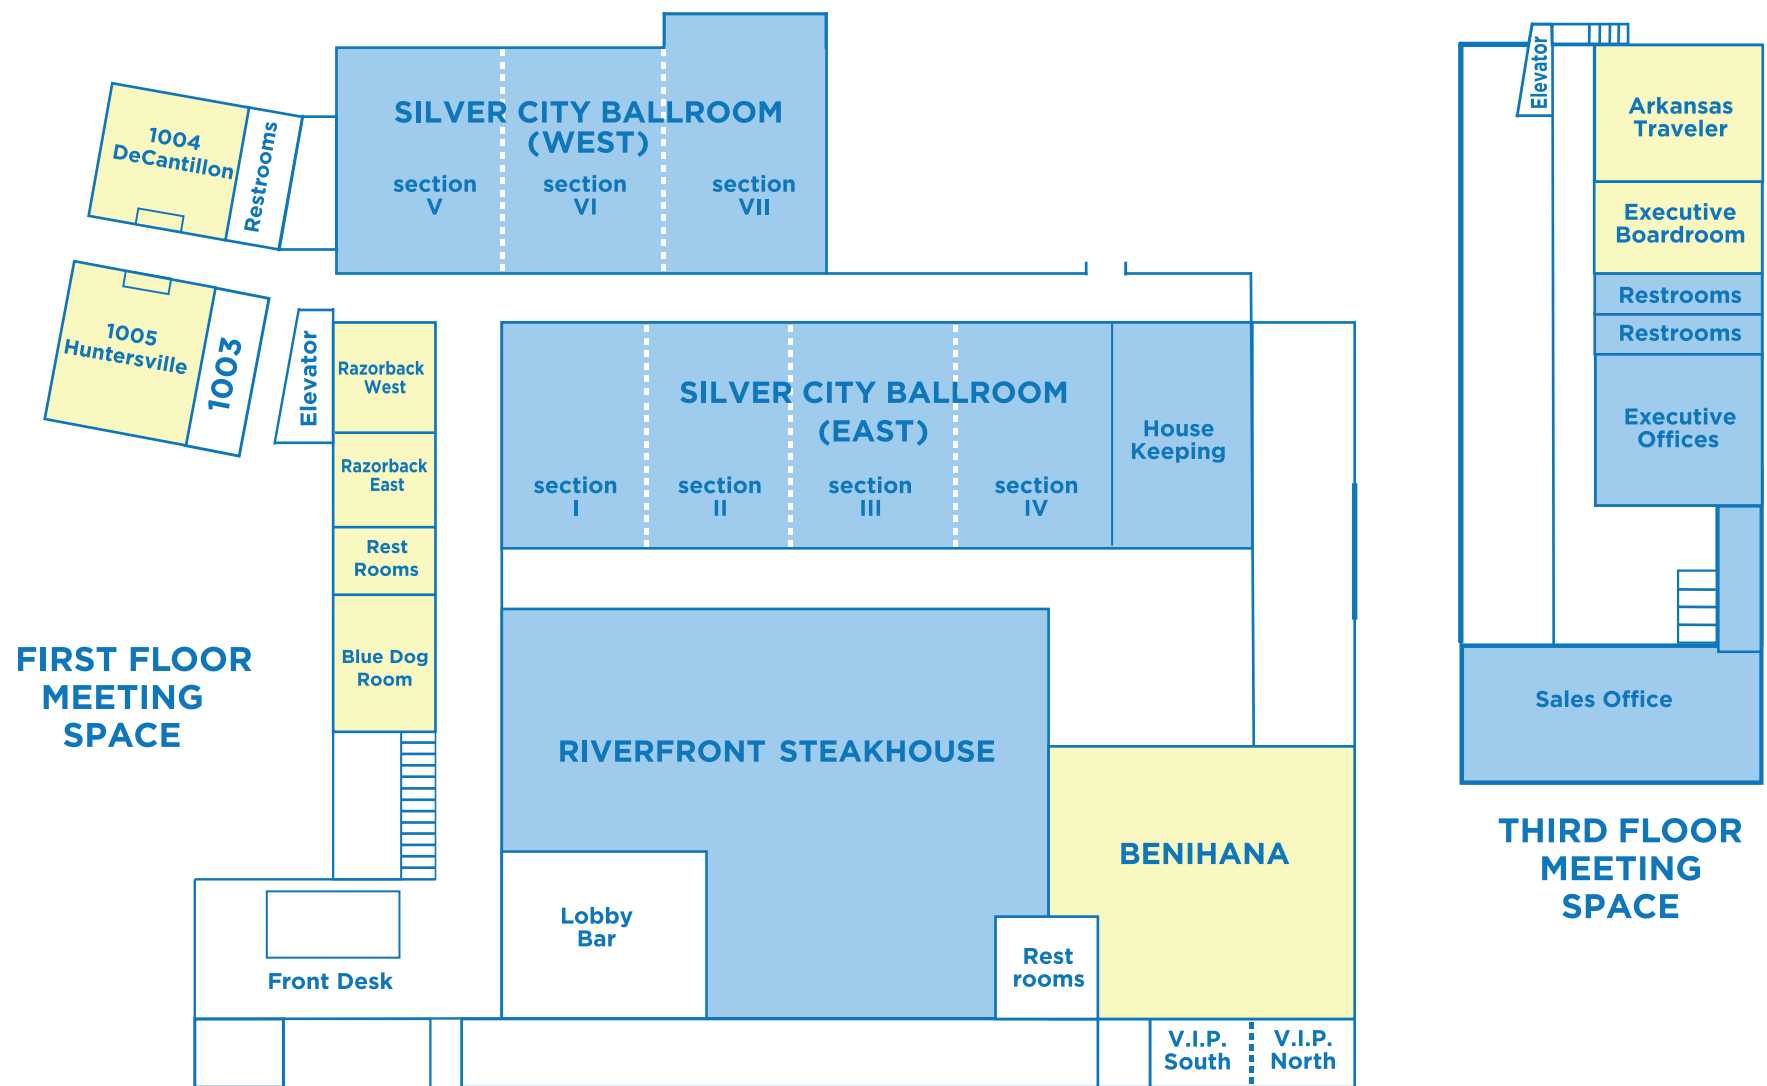 SILVER CITY BALLROOM
(WEST)
section
V
section
VI
section
VII
1004
DeCantillon
Restrooms
1005
Huntersville
1003
Elevator
Razorback
West
Razorback
East
Rest
Rooms
Blue Dog
Room
SILVER CITY BALLROOM
(EAST)
section
I
section
II
section
III
section
IV
House
Keeping
FIRST FLOOR
MEETING
SPACE
RIVERFRONT STEAKHOUSE
BENIHANA
Lobby
Bar
Rest
rooms
Front Desk
V.I.P.
South
V.I.P.
North
Elevator
Arkansas
Traveler
Executive
Boardroom
Restrooms
Restrooms
Executive
Offices
Sales Office
THIRD FLOOR
MEETING
SPACE